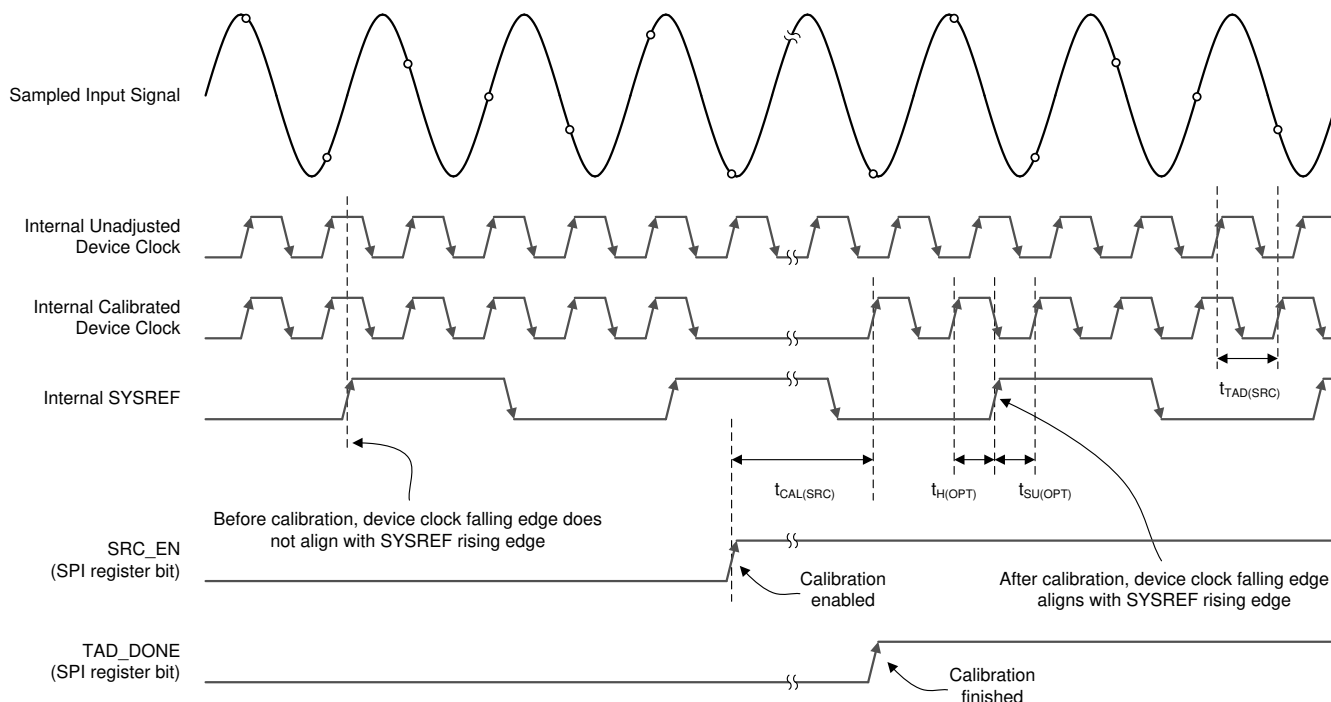 Sampled Input Signal
Internal Unadjusted
Device Clock
Internal Calibrated
Device Clock
Internal SYSREF
tTAD(SRC)
tCAL(SRC)
tH(OPT)
tSU(OPT)
Before calibration, device clock falling edge does
not align with SYSREF rising edge
SRC_EN
(SPI register bit)
Calibration
enabled
After calibration, device clock falling edge
aligns with SYSREF rising edge
TAD_DONE
(SPI register bit)
Calibration
finished